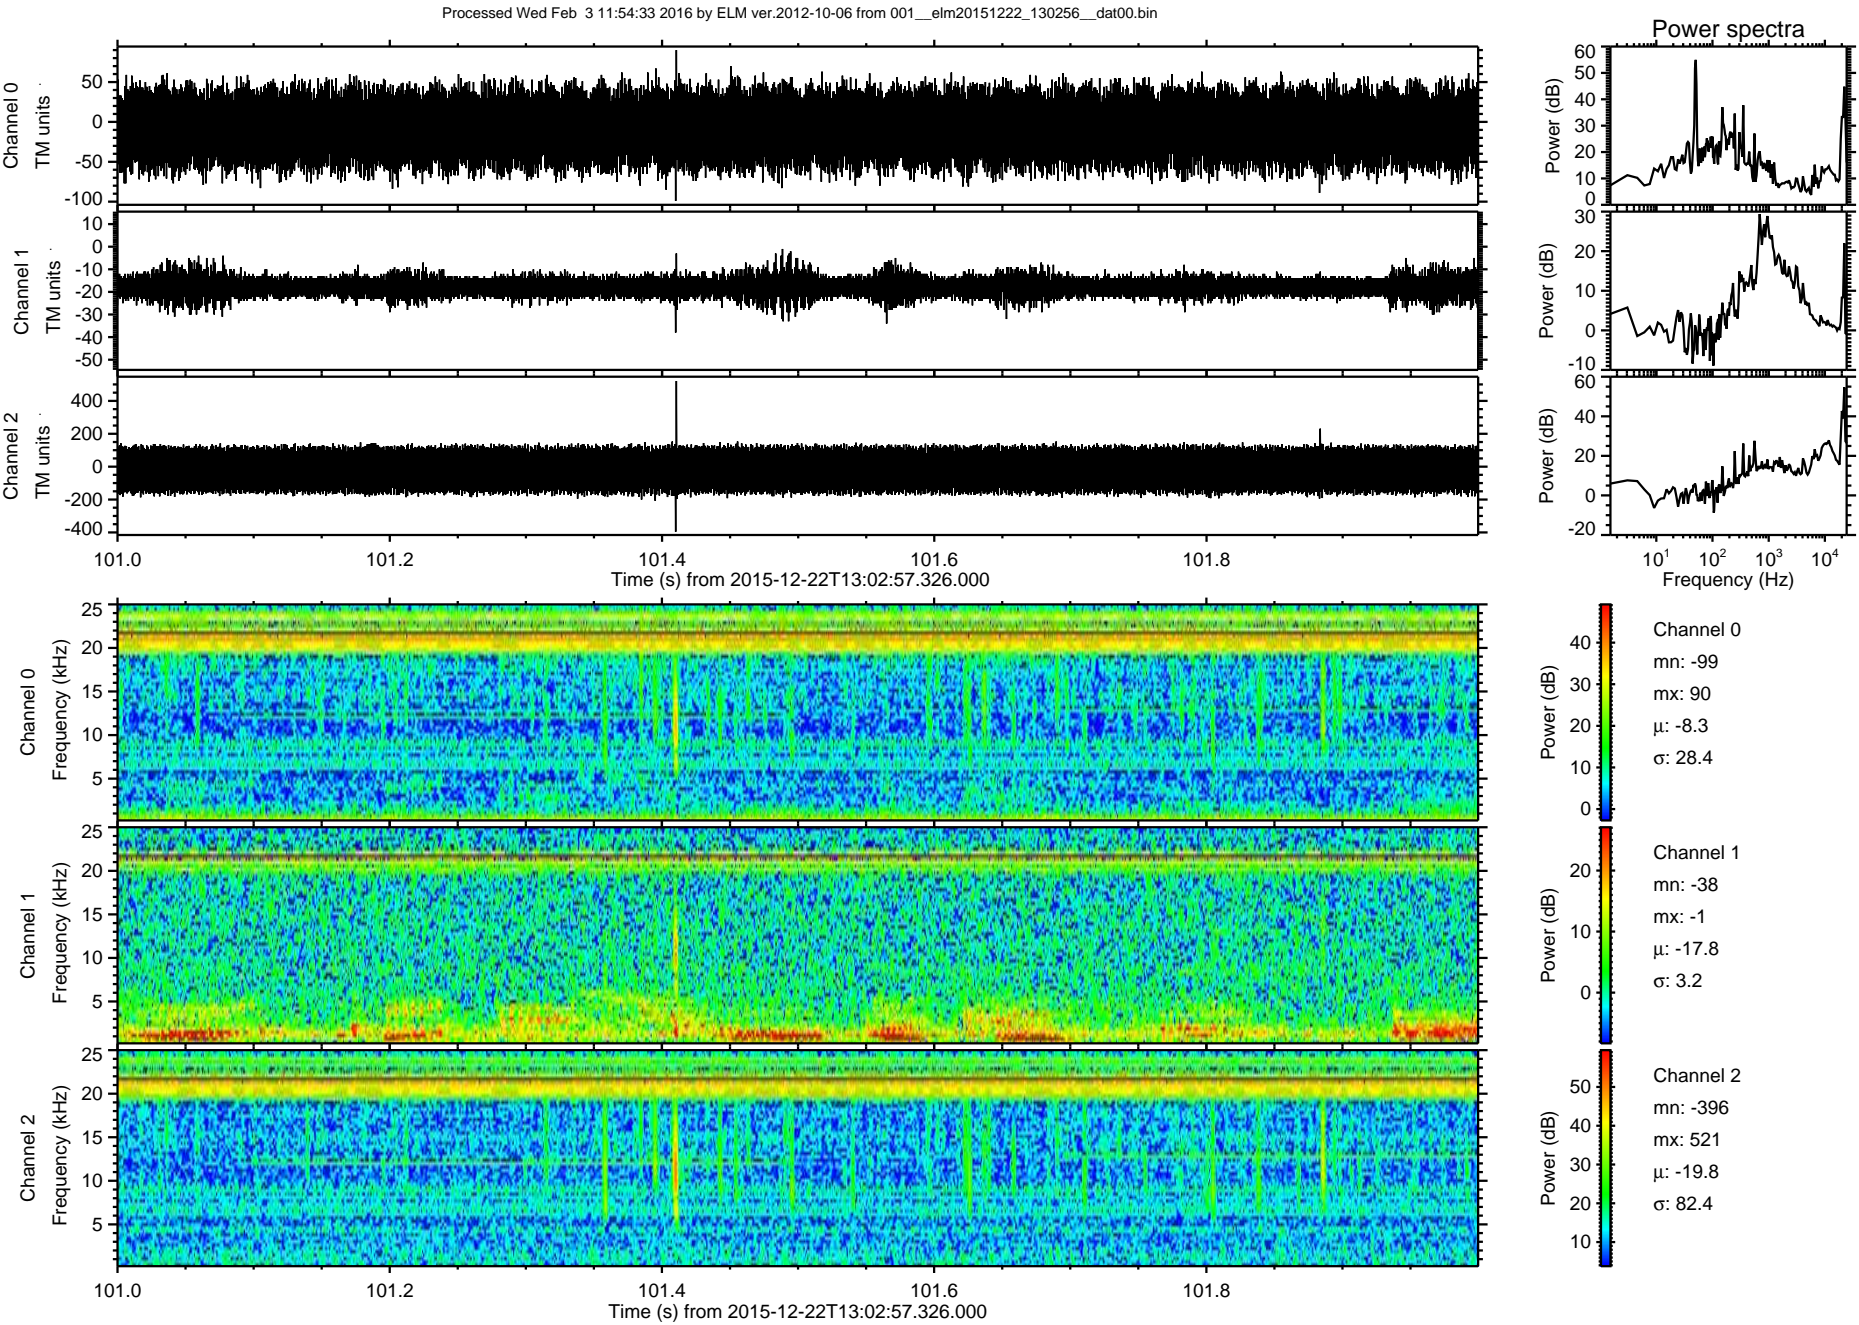 Processed Wed Feb  3 11:54:33 2016 by ELM ver.2012-10-06 from 001__elm20151222_130256__dat00.bin
Power spectra
Channel 0
TM units
50
0
-50
-100
Power (dB)
60
50
40
30
20
10
0
Channel 1
TM units
10
0
-10
-20
-30
-40
-50
Power (dB)
30
20
10
0
-10
Channel 2
TM units
400
200
0
-200
-400
Power (dB)
60
40
20
0
-20
101.0 101.2 101.4 101.6 101.8
Time (s) from 2015-12-22T13:02:57.326.000
10¹ 10² 10³ 10⁴
Frequency (Hz)
Channel 0
Frequency (kHz)
25
20
15
10
5
Power (dB)
40
30
20
10
0
Channel 0
mn: -99
mx: 90
μ: -8.3
σ: 28.4
Channel 1
Frequency (kHz)
25
20
15
10
5
Power (dB)
20
10
0
Channel 1
mn: -38
mx: -1
μ: -17.8
σ: 3.2
Channel 2
Frequency (kHz)
25
20
15
10
5
Power (dB)
50
40
30
20
10
Channel 2
mn: -396
mx: 521
μ: -19.8
σ: 82.4
101.0 101.2 101.4 101.6 101.8
Time (s) from 2015-12-22T13:02:57.326.000